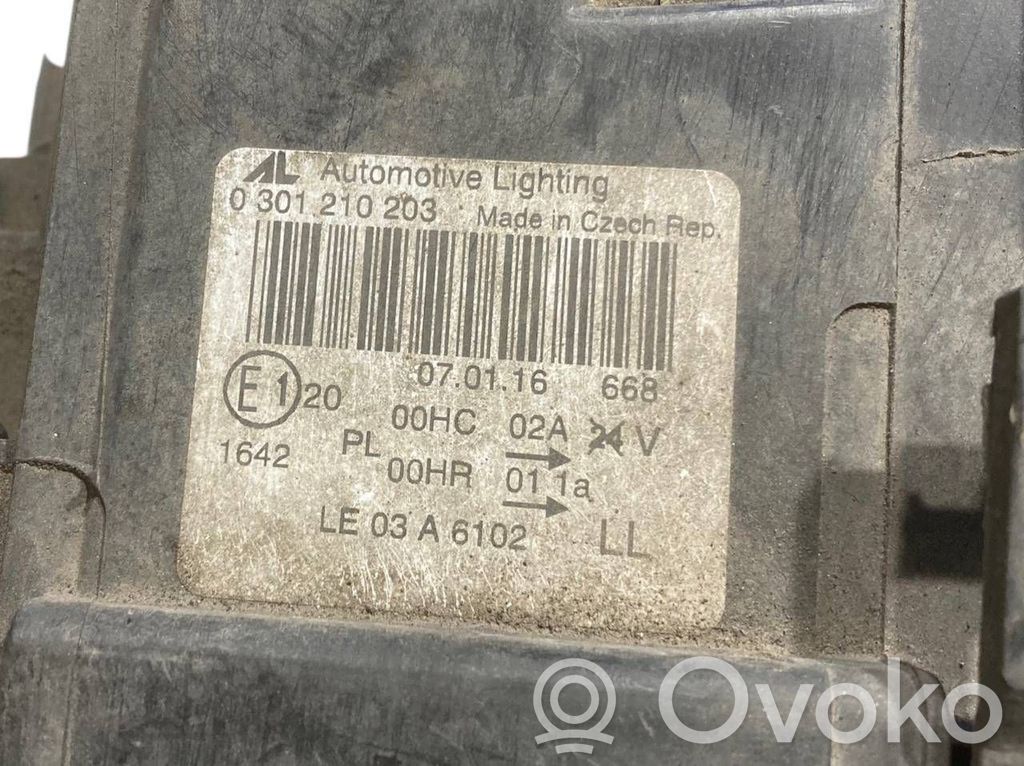 AL Automotive Lighting
0 301 210 203 Made in Czech Rep.
07.01.16 668
E1 20 00HC 02A 24 V
1642 PL 00HR 01 1a
LE 03 A 6102 LL
Ovoko